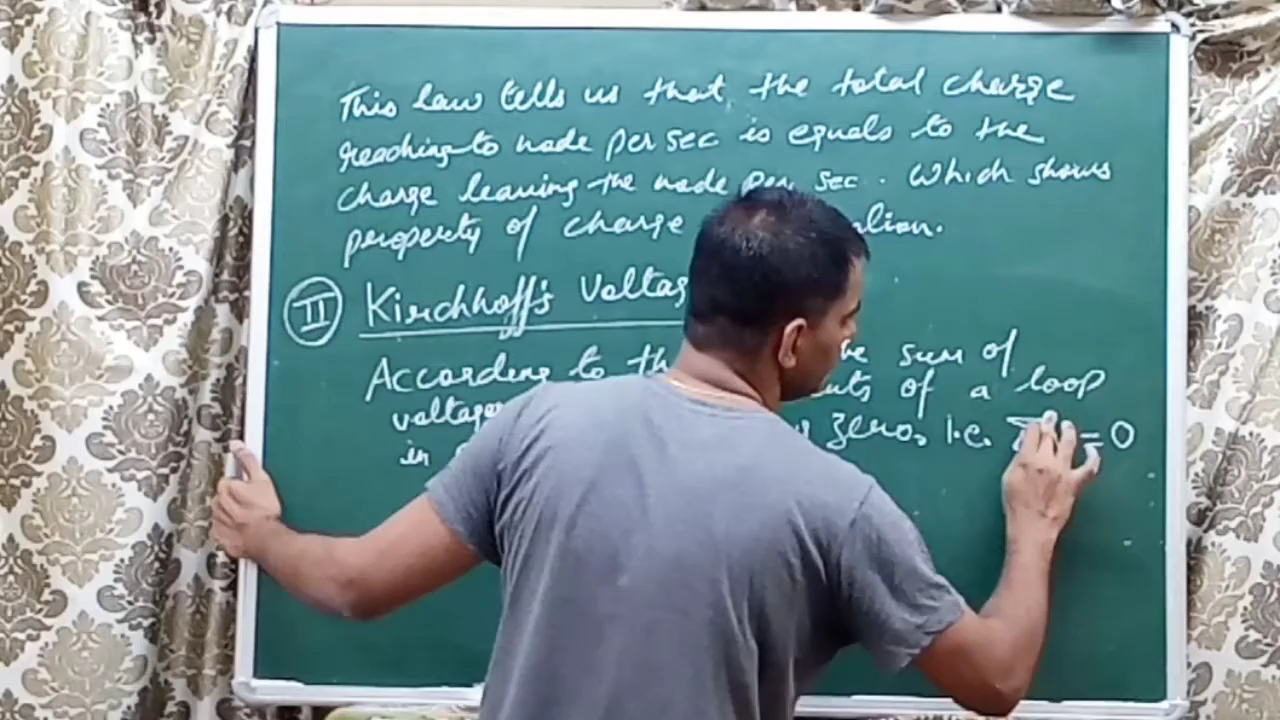 This law tells us that, the total charge
reaching to node per sec is equals to the
charge leaving the node per sec. Which shows
property of charge
II Kirchhoff's
According to the sum of
of a loop
in zero, i.e. = 0